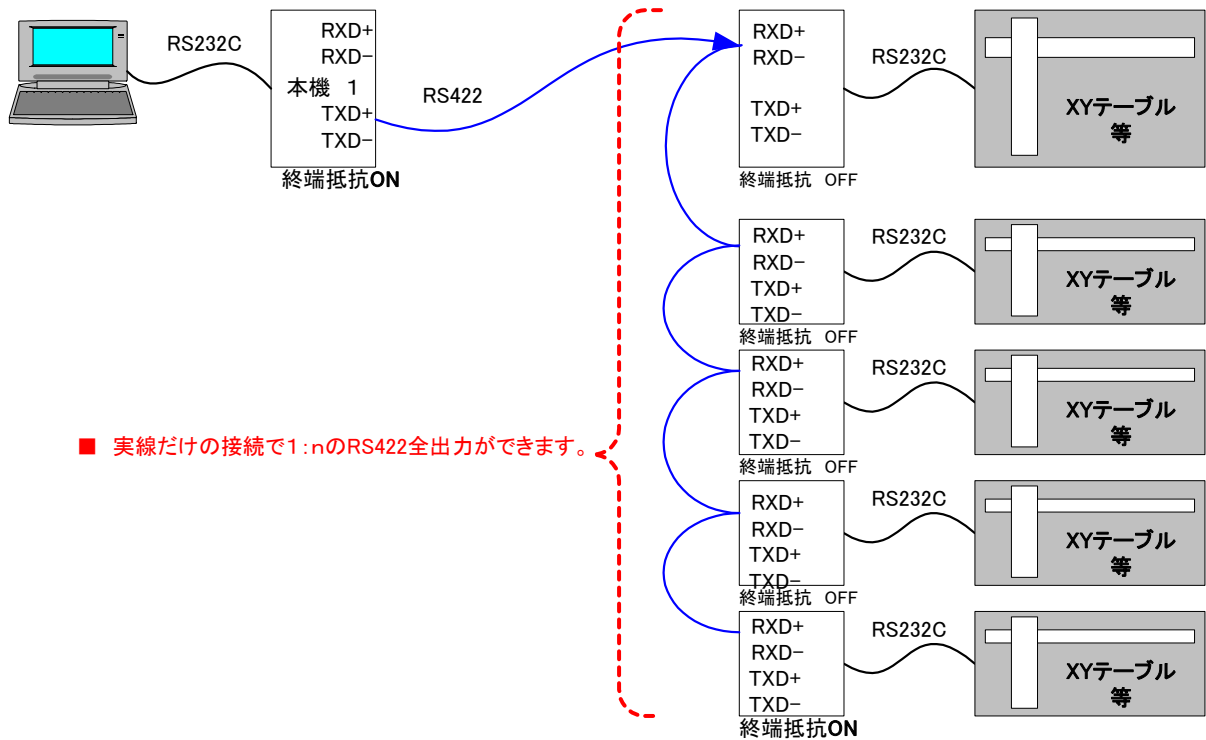 RS232C
RXD+
RXD−
本機 1
TXD+
TXD−
終端抵抗ON
RS422
RXD+
RXD−
TXD+
TXD−
終端抵抗 OFF
RS232C
XYテーブル
等
RXD+
RXD−
TXD+
TXD−
終端抵抗 OFF
RS232C
XYテーブル
等
RXD+
RXD−
TXD+
TXD−
終端抵抗 OFF
RS232C
XYテーブル
等
■ 実線だけの接続で1:nのRS422全出力ができます。
RXD+
RXD−
TXD+
TXD−
終端抵抗 OFF
RS232C
XYテーブル
等
RXD+
RXD−
TXD+
TXD−
終端抵抗ON
RS232C
XYテーブル
等